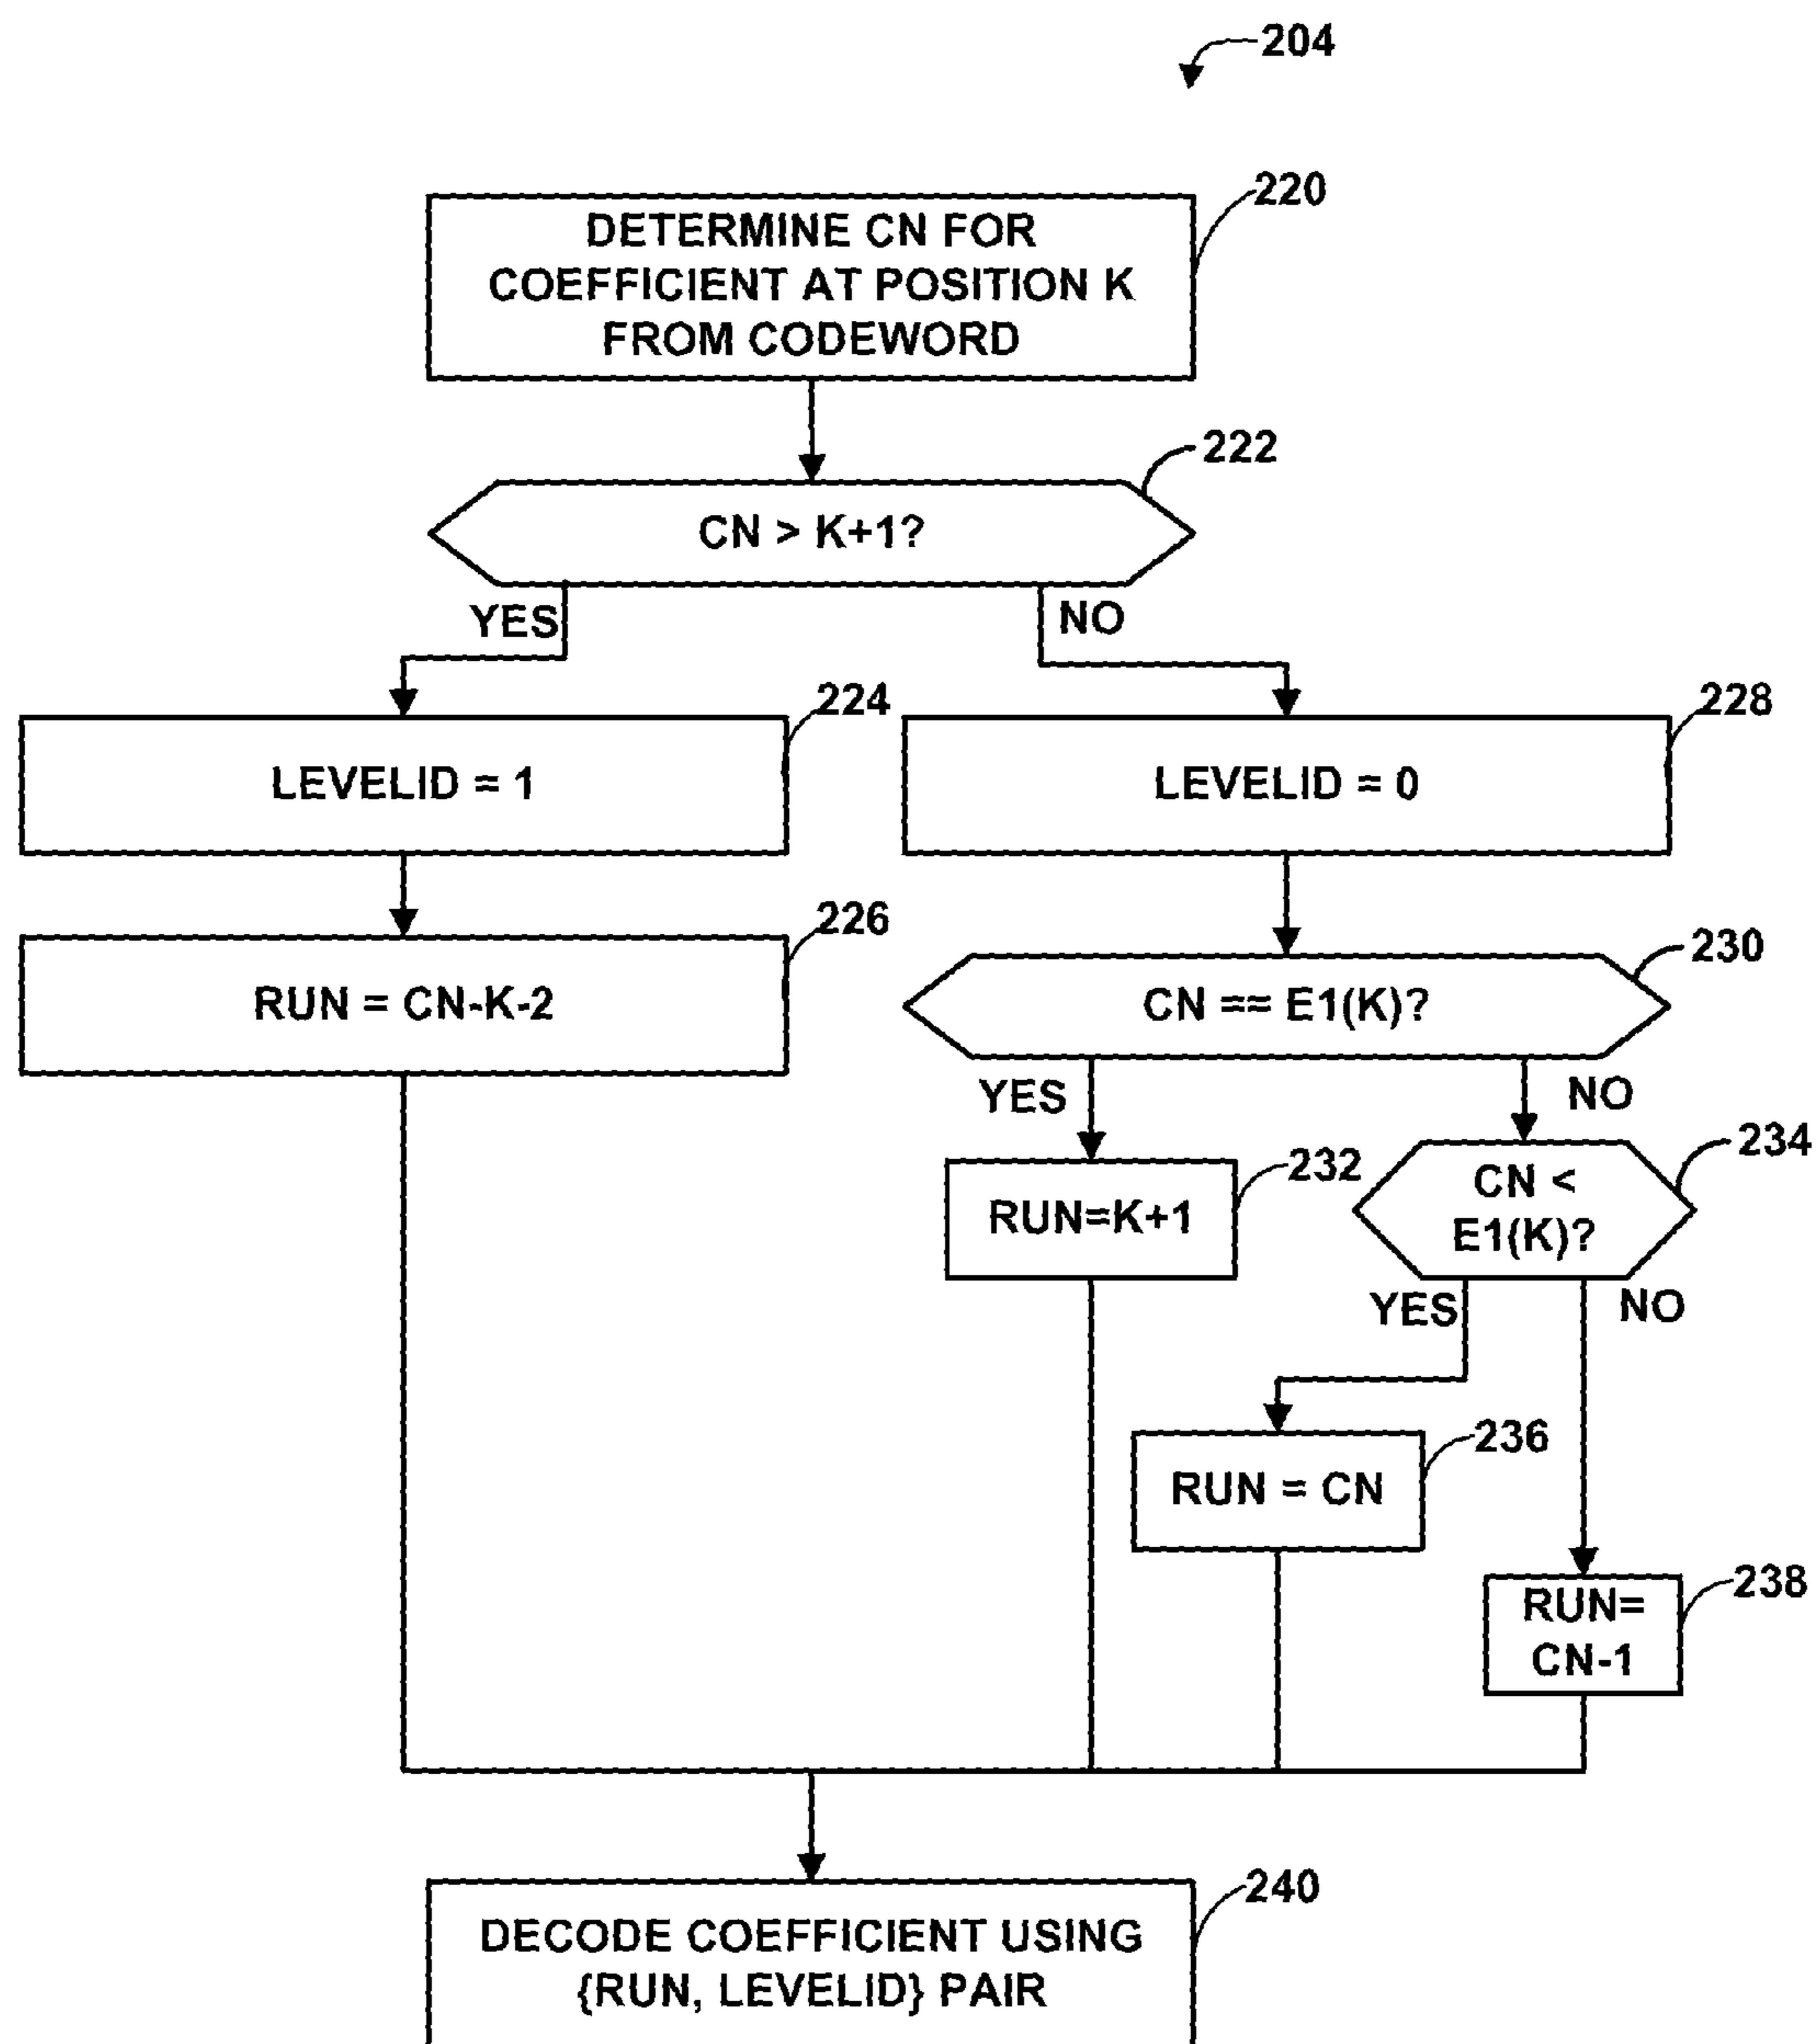 204
220
DETERMINE CN FOR
COEFFICIENT AT POSITION K
FROM CODEWORD
222
CN > K+1?
YES
NO
224
228
LEVELID = 1
LEVELID = 0
226
230
RUN = CN-K-2
CN == E1(K)?
YES
NO
232
234
RUN=K+1
CN <
E1(K)?
YES
NO
236
RUN = CN
238
RUN=
CN-1
240
DECODE COEFFICIENT USING
{RUN, LEVELID} PAIR